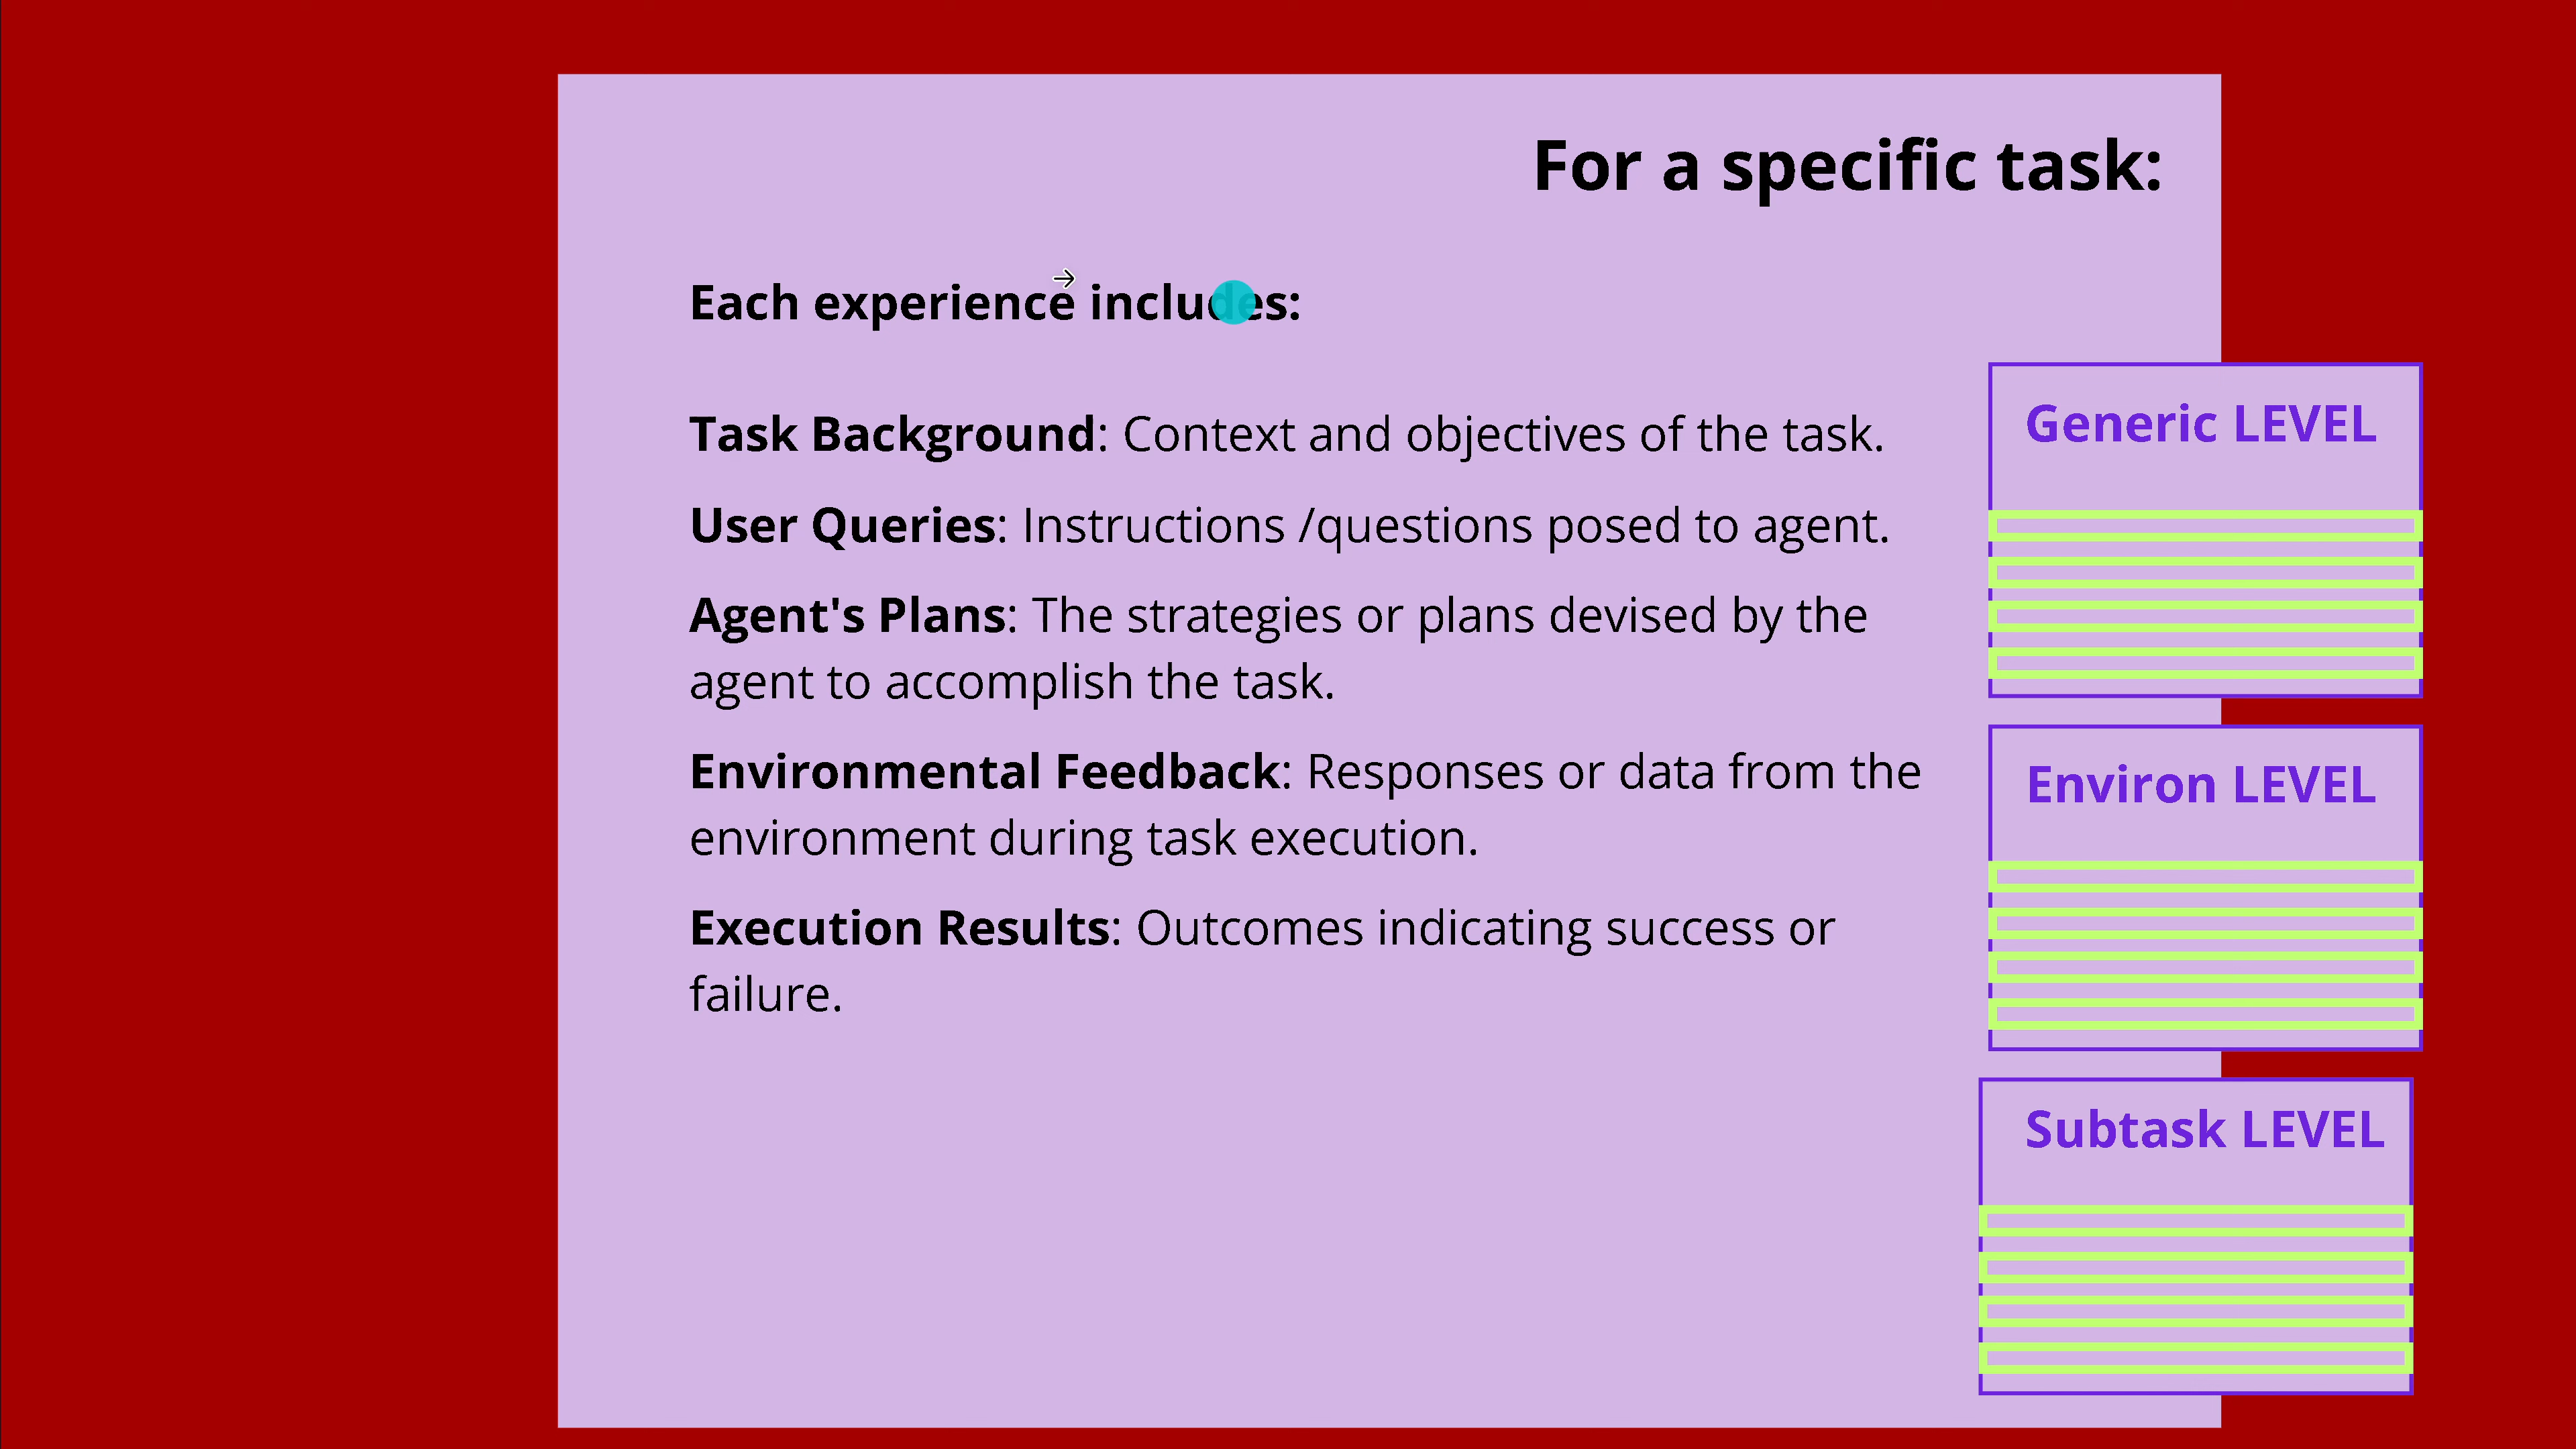 For a specific task:
Each experience includes:
Task Background: Context and objectives of the task.
User Queries: Instructions /questions posed to agent.
Agent's Plans: The strategies or plans devised by the
agent to accomplish the task.
Environmental Feedback: Responses or data from the
environment during task execution.
Execution Results: Outcomes indicating success or
failure.
Generic LEVEL
Environ LEVEL
Subtask LEVEL